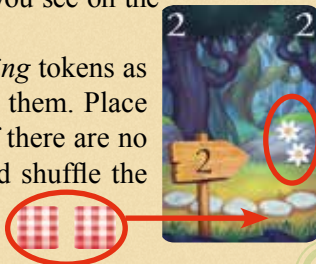 you see on the
2 2
ing tokens as
them. Place
there are no
2
d shuffle the